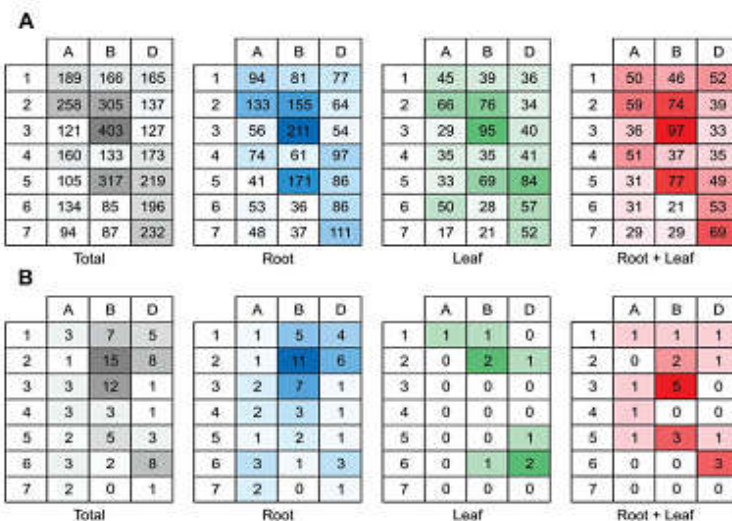 A
A B D A B D A B D A B D
1 189 166 165 1 94 81 77 1 45 39 36 1 50 46 52
2 258 305 137 2 133 155 64 2 66 76 34 2 59 74 39
3 121 403 127 3 56 211 54 3 29 95 40 3 36 97 33
4 160 133 173 4 74 61 97 4 35 35 41 4 51 37 35
5 105 317 219 5 41 171 86 5 33 69 84 5 31 77 49
6 134 85 196 6 53 36 86 6 50 28 57 6 31 21 53
7 94 87 232 7 48 37 111 7 17 21 52 7 29 29 69
Total Root Leaf Root + Leaf
B
A B D A B D A B D A B D
1 3 7 5 1 1 5 4 1 1 1 0 1 1 1 1
2 1 15 8 2 1 11 6 2 0 2 1 2 0 2 1
3 3 12 1 3 2 7 1 3 0 0 0 3 1 5 0
4 3 3 1 4 2 3 1 4 0 0 0 4 1 0 0
5 2 5 3 5 1 2 1 5 0 0 1 5 1 3 1
6 3 2 8 6 3 1 3 6 0 1 2 6 0 0 3
7 2 0 1 7 2 0 1 7 0 0 0 7 0 0 0
Total Root Leaf Root + Leaf